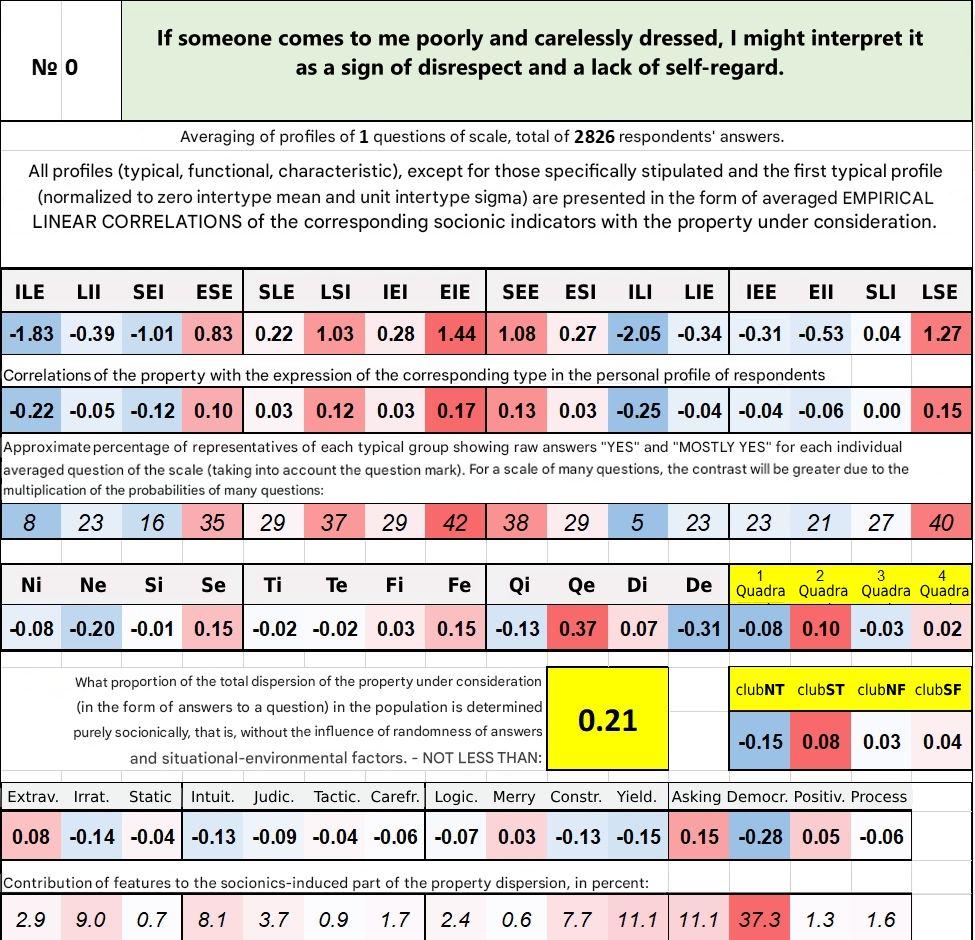 № 0
If someone comes to me poorly and carelessly dressed, I might interpret it
as a sign of disrespect and a lack of self-regard.
Averaging of profiles of 1 questions of scale, total of 2826 respondents' answers.
All profiles (typical, functional, characteristic), except for those specifically stipulated and the first typical profile
(normalized to zero intertype mean and unit intertype sigma) are presented in the form of averaged EMPIRICAL
LINEAR CORRELATIONS of the corresponding socionic indicators with the property under consideration.
ILE LII SEI ESE SLE LSI IEI EIE SEE ESI ILI LIE IEE EII SLI LSE
-1.83 -0.39 -1.01 0.83 0.22 1.03 0.28 1.44 1.08 0.27 -2.05 -0.34 -0.31 -0.53 0.04 1.27
Correlations of the property with the expression of the corresponding type in the personal profile of respondents
-0.22 -0.05 -0.12 0.10 0.03 0.12 0.03 0.17 0.13 0.03 -0.25 -0.04 -0.04 -0.06 0.00 0.15
Approximate percentage of representatives of each typical group showing raw answers "YES" and "MOSTLY YES" for each individual
averaged question of the scale (taking into account the question mark). For a scale of many questions, the contrast will be greater due to the
multiplication of the probabilities of many questions:
8 23 16 35 29 37 29 42 38 29 5 23 23 21 27 40
Ni Ne Si Se Ti Te Fi Fe Qi Qe Di De 1 Quadra 2 Quadra 3 Quadra 4 Quadra
-0.08 -0.20 -0.01 0.15 -0.02 -0.02 0.03 0.15 -0.13 0.37 0.07 -0.31 -0.08 0.10 -0.03 0.02
What proportion of the total dispersion of the property under consideration
(in the form of answers to a question) in the population is determined
purely socionically, that is, without the influence of randomness of answers
and situational-environmental factors. - NOT LESS THAN:
0.21
clubNT clubST clubNF clubSF
-0.15 0.08 0.03 0.04
Extrav. Irrat. Static Intuit. Judic. Tactic. Carefr. Logic. Merry Constr. Yield. Asking Democr. Positiv. Process
0.08 -0.14 -0.04 -0.13 -0.09 -0.04 -0.06 -0.07 0.03 -0.13 -0.15 0.15 -0.28 0.05 -0.06
Contribution of features to the socionics-induced part of the property dispersion, in percent:
2.9 9.0 0.7 8.1 3.7 0.9 1.7 2.4 0.6 7.7 11.1 11.1 37.3 1.3 1.6